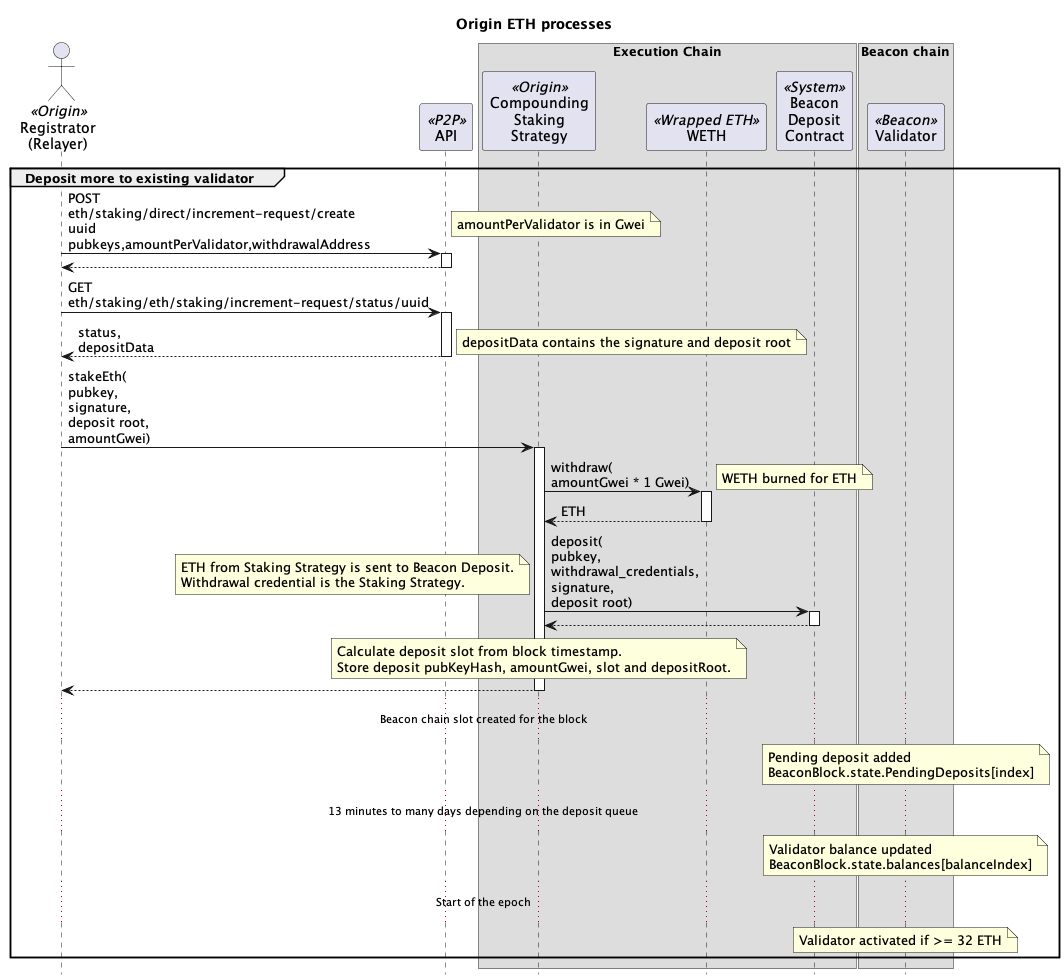 Origin ETH processes
Execution Chain
Beacon chain
«Origin»
Registrator
(Relayer)
«P2P»
API
«Origin»
Compounding
Staking
Strategy
«Wrapped ETH»
WETH
«System»
Beacon
Deposit
Contract
«Beacon»
Validator
Deposit more to existing validator
POST
eth/staking/direct/increment-request/create
uuid
pubkeys,amountPerValidator,withdrawalAddress
amountPerValidator is in Gwei
GET
eth/staking/eth/staking/increment-request/status/uuid
status,
depositData
depositData contains the signature and deposit root
stakeEth(
pubkey,
signature,
deposit root,
amountGwei)
withdraw(
amountGwei * 1 Gwei)
WETH burned for ETH
ETH
deposit(
pubkey,
withdrawal_credentials,
signature,
deposit root)
ETH from Staking Strategy is sent to Beacon Deposit.
Withdrawal credential is the Staking Strategy.
Calculate deposit slot from block timestamp.
Store deposit pubKeyHash, amountGwei, slot and depositRoot.
Beacon chain slot created for the block
Pending deposit added
BeaconBlock.state.PendingDeposits[index]
13 minutes to many days depending on the deposit queue
Validator balance updated
BeaconBlock.state.balances[balanceIndex]
Start of the epoch
Validator activated if >= 32 ETH